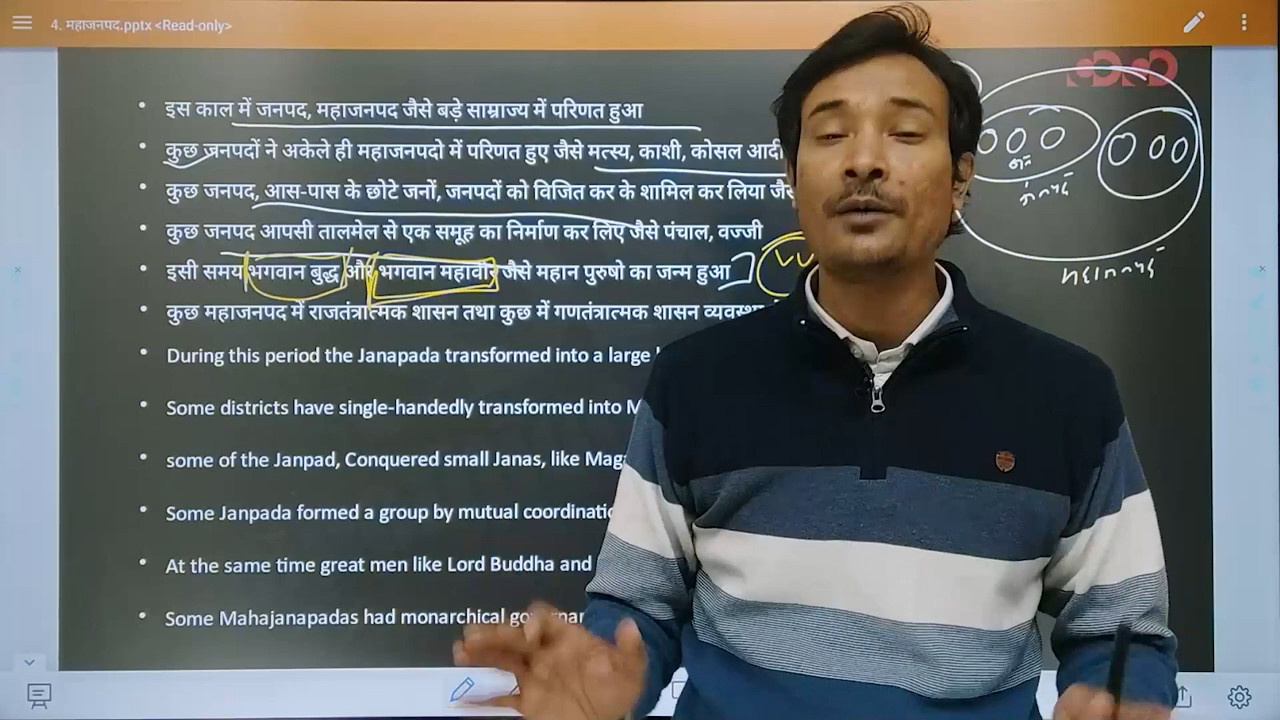 4. महाजनपद.pptx <Read-only>
इस काल में जनपद, महाजनपद जैसे बड़े साम्राज्य में परिणत हुआ
कुछ जनपदों ने अकेले ही महाजनपदो में परिणत हुए जैसे मत्स्य, काशी, कोसल आदी
कुछ जनपद, आस-पास के छोटे जनों, जनपदों को विजित कर के शामिल कर लिया
कुछ जनपद आपसी तालमेल से एक समूह का निर्माण कर लिए जैसे पंचाल, वज्जी
इसी समय भगवान बुद्ध और भगवान महावीर जैसे महान पुरुषो का जन्म हुआ
कुछ महाजनपद में राजतंत्रात्मक शासन तथा कुछ में गणतंत्रात्मक शासन
During this period the Janapada transformed into a large
Some districts have single-handedly transformed into
some of the Janpad, Conquered small Janas, like
Some Janpada formed a group by mutual
At the same time great men like Lord Buddha and
Some Mahajanapadas had monarchical
जन
जनपद
महाजनपद